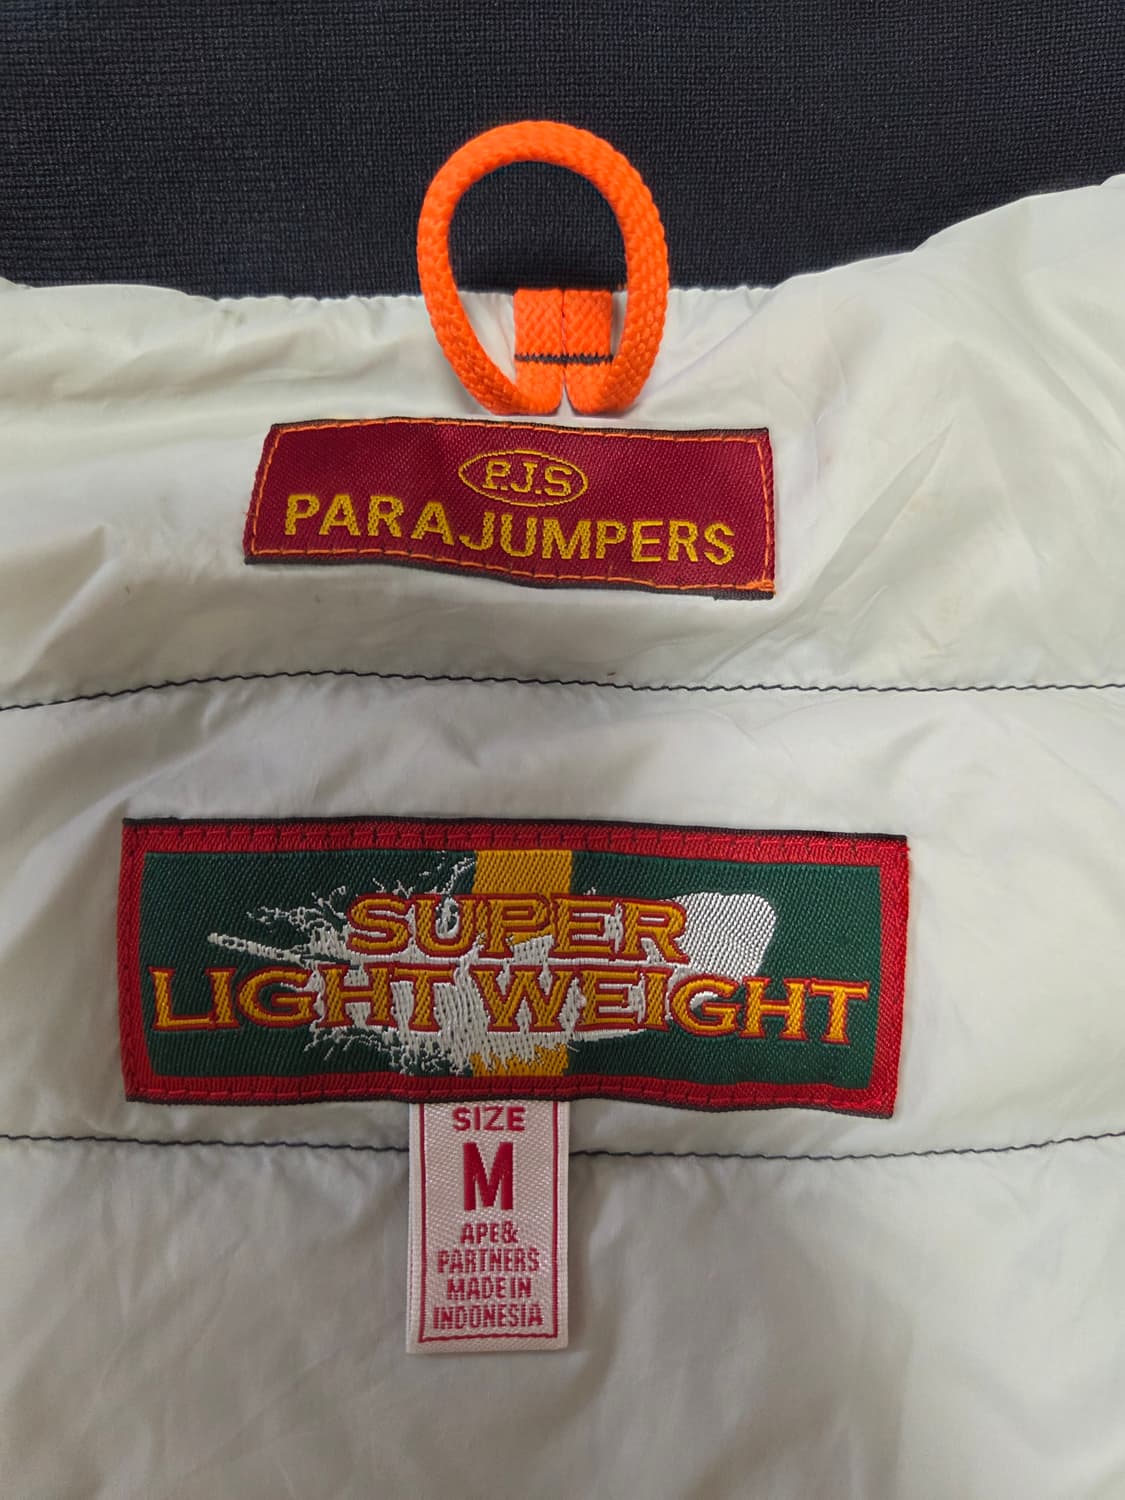 P.J.S
PARAJUMPERS
SUPER
LIGHT WEIGHT
SIZE
M
APE&
PARTNERS
MADE IN
INDONESIA